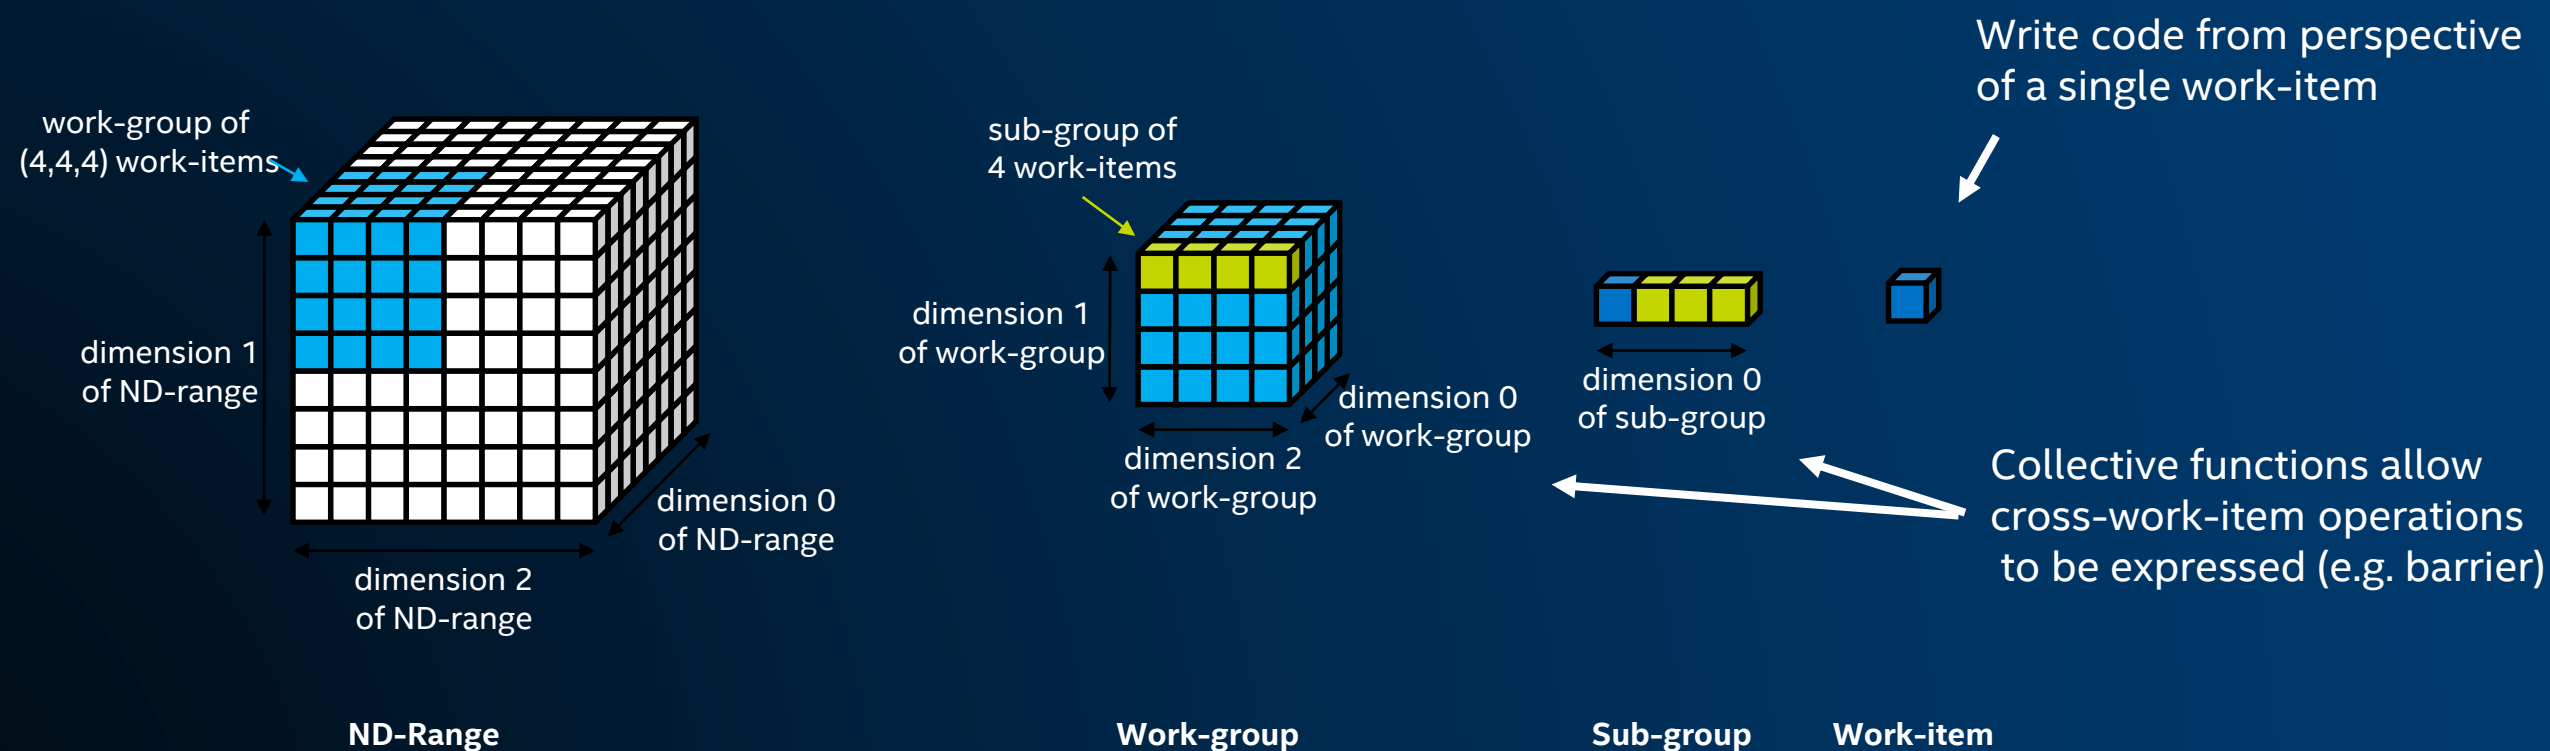 Write code from perspective
of a single work-item
work-group of
(4,4,4) work-items
sub-group of
4 work-items
dimension 1
of ND-range
dimension 0
of ND-range
dimension 2
of ND-range
dimension 1
of work-group
dimension 0
of work-group
dimension 2
of work-group
dimension 0
of sub-group
Collective functions allow
cross-work-item operations
to be expressed (e.g. barrier)
ND-Range
Work-group
Sub-group
Work-item